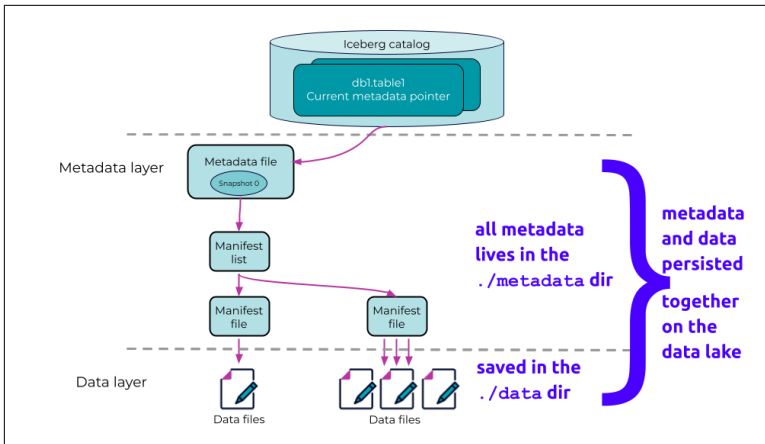 Iceberg catalog
db1.table1
Current metadata pointer
Metadata layer
Metadata file
Snapshot 0
Manifest
list
Manifest
file
Manifest
file
all metadata
lives in the
./metadata dir
metadata
and data
persisted
together
on the
data lake
Data layer
Data files
Data files
saved in the
./data dir